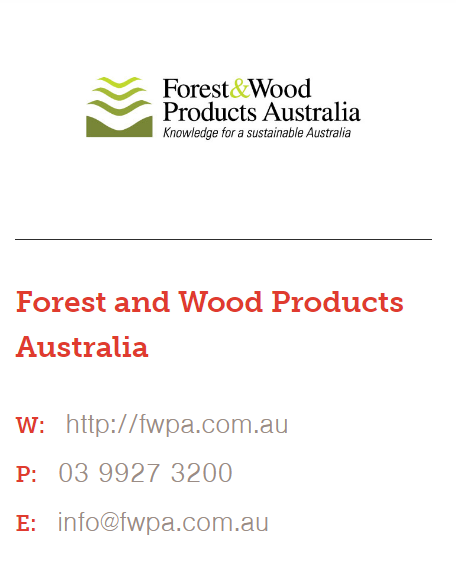 Forest&Wood
Products Australia
Knowledge for a sustainable Australia
Forest and Wood Products
Australia
W: http://fwpa.com.au
P: 03 9927 3200
E: info@fwpa.com.au